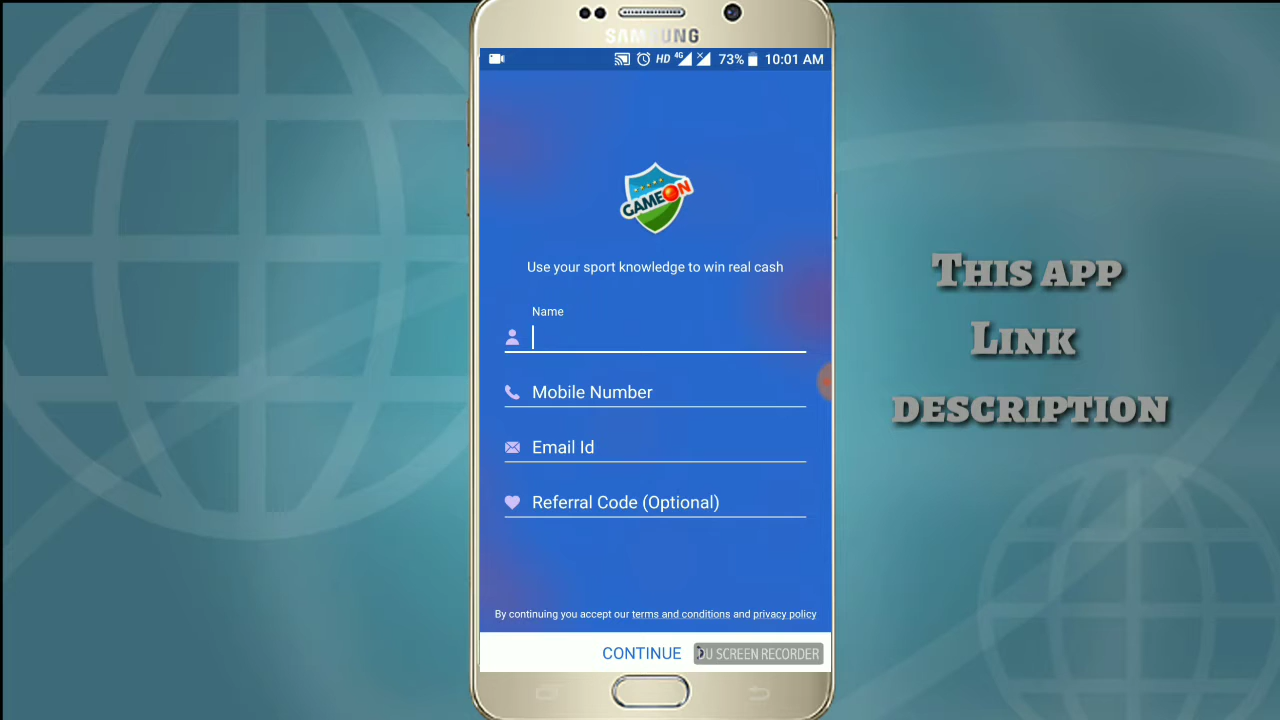 SAMSUNG
4G HD 73% 10:01 AM
GAMEON
Use your sport knowledge to win real cash
Name
Mobile Number
Email Id
Referral Code (Optional)
By continuing you accept our terms and conditions and privacy policy
CONTINUE
DU SCREEN RECORDER
THIS APP
LINK
DESCRIPTION